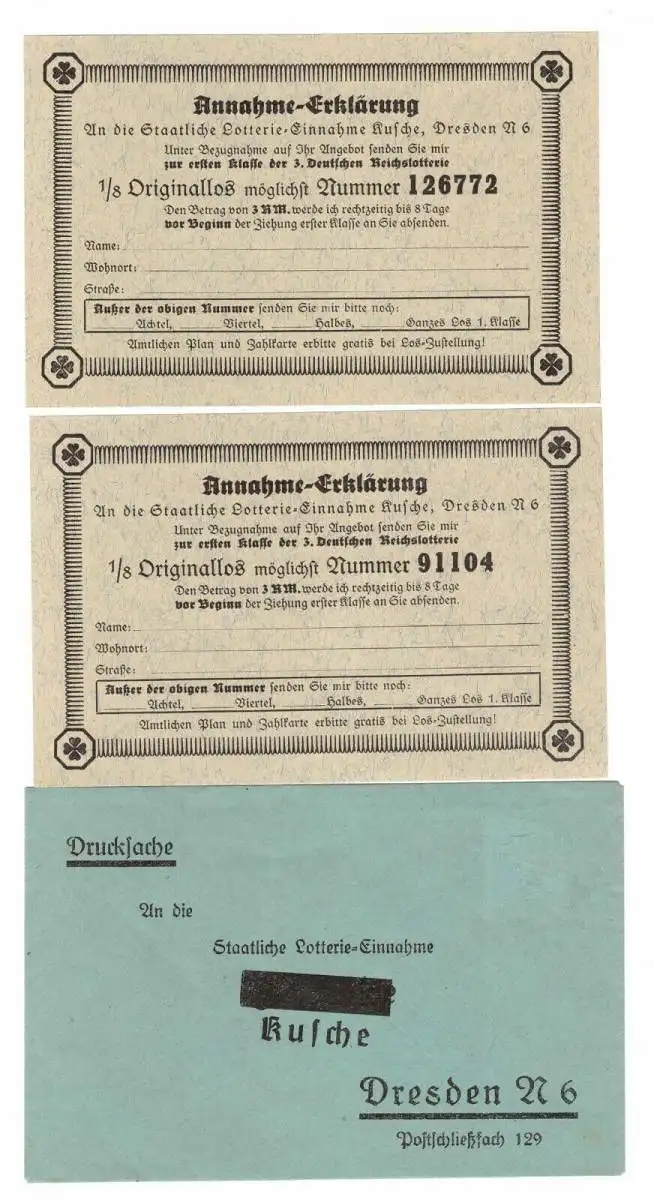 Annahme-Erklärung
An die Staatliche Lotterie-Einnahme Kusche, Dresden N 6
Unter Bezugnahme auf Ihr Angebot senden Sie mir
zur ersten Klasse der 3. Deutschen Reichslotterie
1/8 Originallos möglichst Nummer 126772
Den Betrag von 3 RM. werde ich rechtzeitig bis 8 Tage
vor Beginn der Ziehung erster Klasse an Sie absenden.
Name:
Wohnort:
Straße:
Außer der obigen Nummer senden Sie mir bitte noch:
Achtel, Viertel, Halbes, Ganzes Los 1. Klasse
Amtlichen Plan und Zahlkarte erbitte gratis bei Los-Zustellung!
Annahme-Erklärung
An die Staatliche Lotterie-Einnahme Kusche, Dresden N 6
Unter Bezugnahme auf Ihr Angebot senden Sie mir
zur ersten Klasse der 3. Deutschen Reichslotterie
1/8 Originallos möglichst Nummer 91104
Den Betrag von 3 RM. werde ich rechtzeitig bis 8 Tage
vor Beginn der Ziehung erster Klasse an Sie absenden.
Name:
Wohnort:
Straße:
Außer der obigen Nummer senden Sie mir bitte noch:
Achtel, Viertel, Halbes, Ganzes Los 1. Klasse
Amtlichen Plan und Zahlkarte erbitte gratis bei Los-Zustellung!
Drucksache
An die
Staatliche Lotterie-Einnahme
Kusche
Dresden N 6
Postschließfach 129